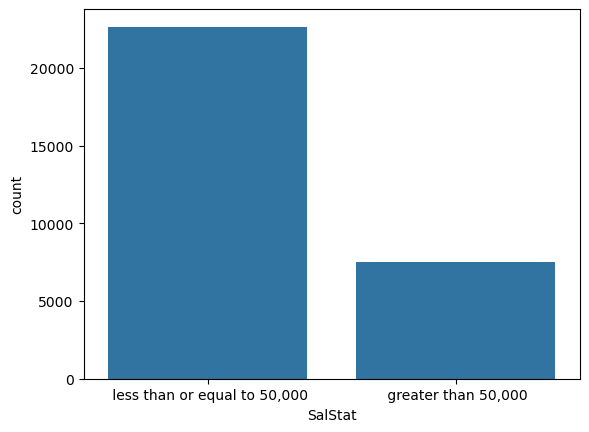 20000
15000
10000
5000
0
count
less than or equal to 50,000
greater than 50,000
SalStat